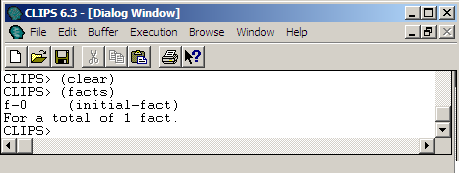 CLIPS 6.3 - [Dialog Window]
File Edit Buffer Execution Browse Window Help
CLIPS> (clear)
CLIPS> (facts)
f-0     (initial-fact)
For a total of 1 fact.
CLIPS>